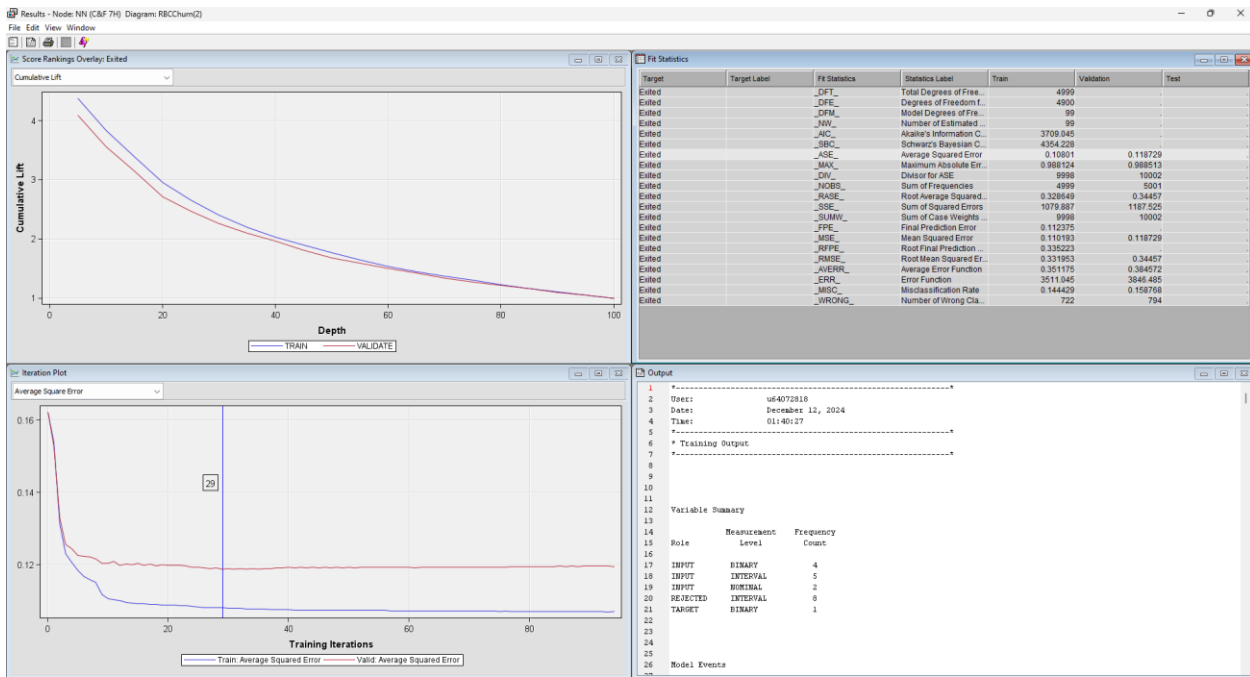 Results - Node: NN (C&F 7H) Diagram: RBCChurn(2)
File Edit View Window
Score Rankings Overlay: Exited
Cumulative Lift
Cumulative Lift
4
3
2
1
0 20 40 60 80 100
Depth
TRAIN VALIDATE
Fit Statistics
Target Target Label Fit Statistics Statistics Label Train Validation Test
Exited _DFT_ Total Degrees of Free... 4999 . .
Exited _DFE_ Degrees of Freedom f... 4900 . .
Exited _DFM_ Model Degrees of Fre... 99 . .
Exited _NW_ Number of Estimated ... 99 . .
Exited _AIC_ Akaike's Information C... 3709.045 . .
Exited _SBC_ Schwarz's Bayesian C... 4354.228 . .
Exited _ASE_ Average Squared Error 0.10801 0.118729 .
Exited _MAX_ Maximum Absolute Err... 0.988124 0.988513 .
Exited _DIV_ Divisor for ASE 9998 10002 .
Exited _NOBS_ Sum of Frequencies 4999 5001 .
Exited _RASE_ Root Average Squared... 0.328649 0.34457 .
Exited _SSE_ Sum of Squared Errors 1079.887 1187.525 .
Exited _SUMW_ Sum of Case Weights ... 9998 10002 .
Exited _FPE_ Final Prediction Error 0.112375 . .
Exited _MSE_ Mean Squared Error 0.110193 0.118729 .
Exited _RFPE_ Root Final Prediction ... 0.335223 . .
Exited _RMSE_ Root Mean Squared Er... 0.331953 0.34457 .
Exited _AVERR_ Average Error Function 0.351175 0.384572 .
Exited _ERR_ Error Function 3511.045 3846.485 .
Exited _MISC_ Misclassification Rate 0.144429 0.158768 .
Exited _WRONG_ Number of Wrong Cla... 722 794 .
Iteration Plot
Average Square Error
0.16
0.14
0.12
29
0 20 40 60 80
Training Iterations
Train: Average Squared Error Valid: Average Squared Error
Output
1 *------------------------------------------------------------*
2 User: u64072818
3 Date: December 12, 2024
4 Time: 01:40:27
5 *------------------------------------------------------------*
6 * Training Output
7 *------------------------------------------------------------*
8
9
10
11
12 Variable Summary
13
14 Measurement Frequency
15 Role Level Count
16
17 INPUT BINARY 4
18 INPUT INTERVAL 5
19 INPUT NOMINAL 2
20 REJECTED INTERVAL 8
21 TARGET BINARY 1
22
23
24
25
26 Model Events